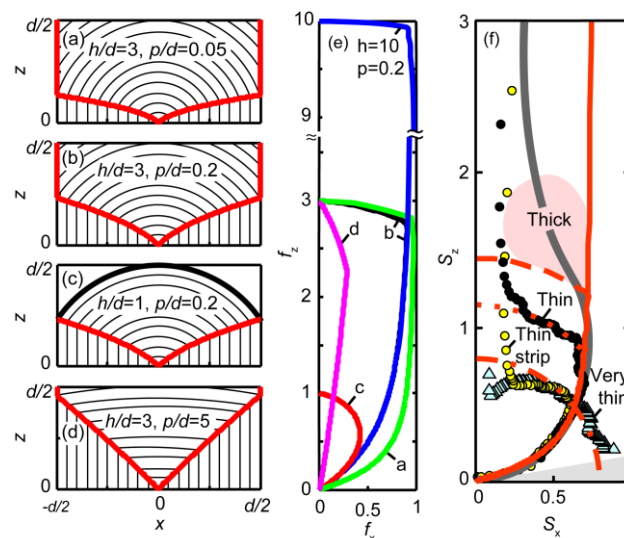 d/2
(a)
h/d=3, p/d=0.05
z
0
d/2
(b)
h/d=3, p/d=0.2
z
0
d/2
(c)
h/d=1, p/d=0.2
z
0
d/2
(d)
h/d=3, p/d=5
z
0
-d/2
0
d/2
x
(e)
h=10
p=0.2
10
9
≈
≈
3
2
1
0
f_z
b
d
c
a
0
0.5
1
f_x
(f)
3
2
1
0
S_z
Thick
Thin
Thin
strip
Very
thin
0
0.5
S_x